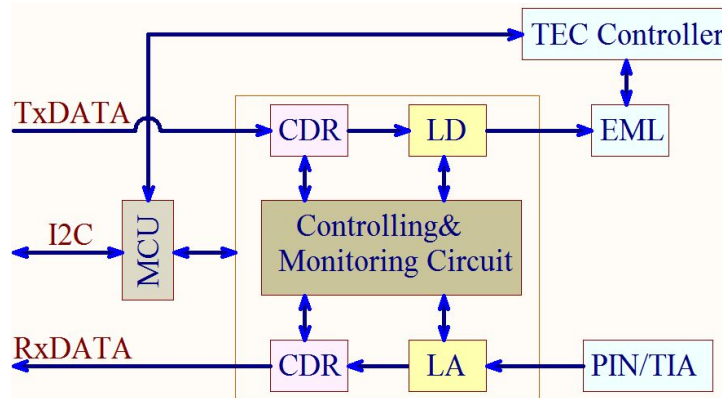 TEC Controller
TxDATA
CDR
LD
EML
I2C
MCU
Controlling&
Monitoring Circuit
RxDATA
CDR
LA
PIN/TIA